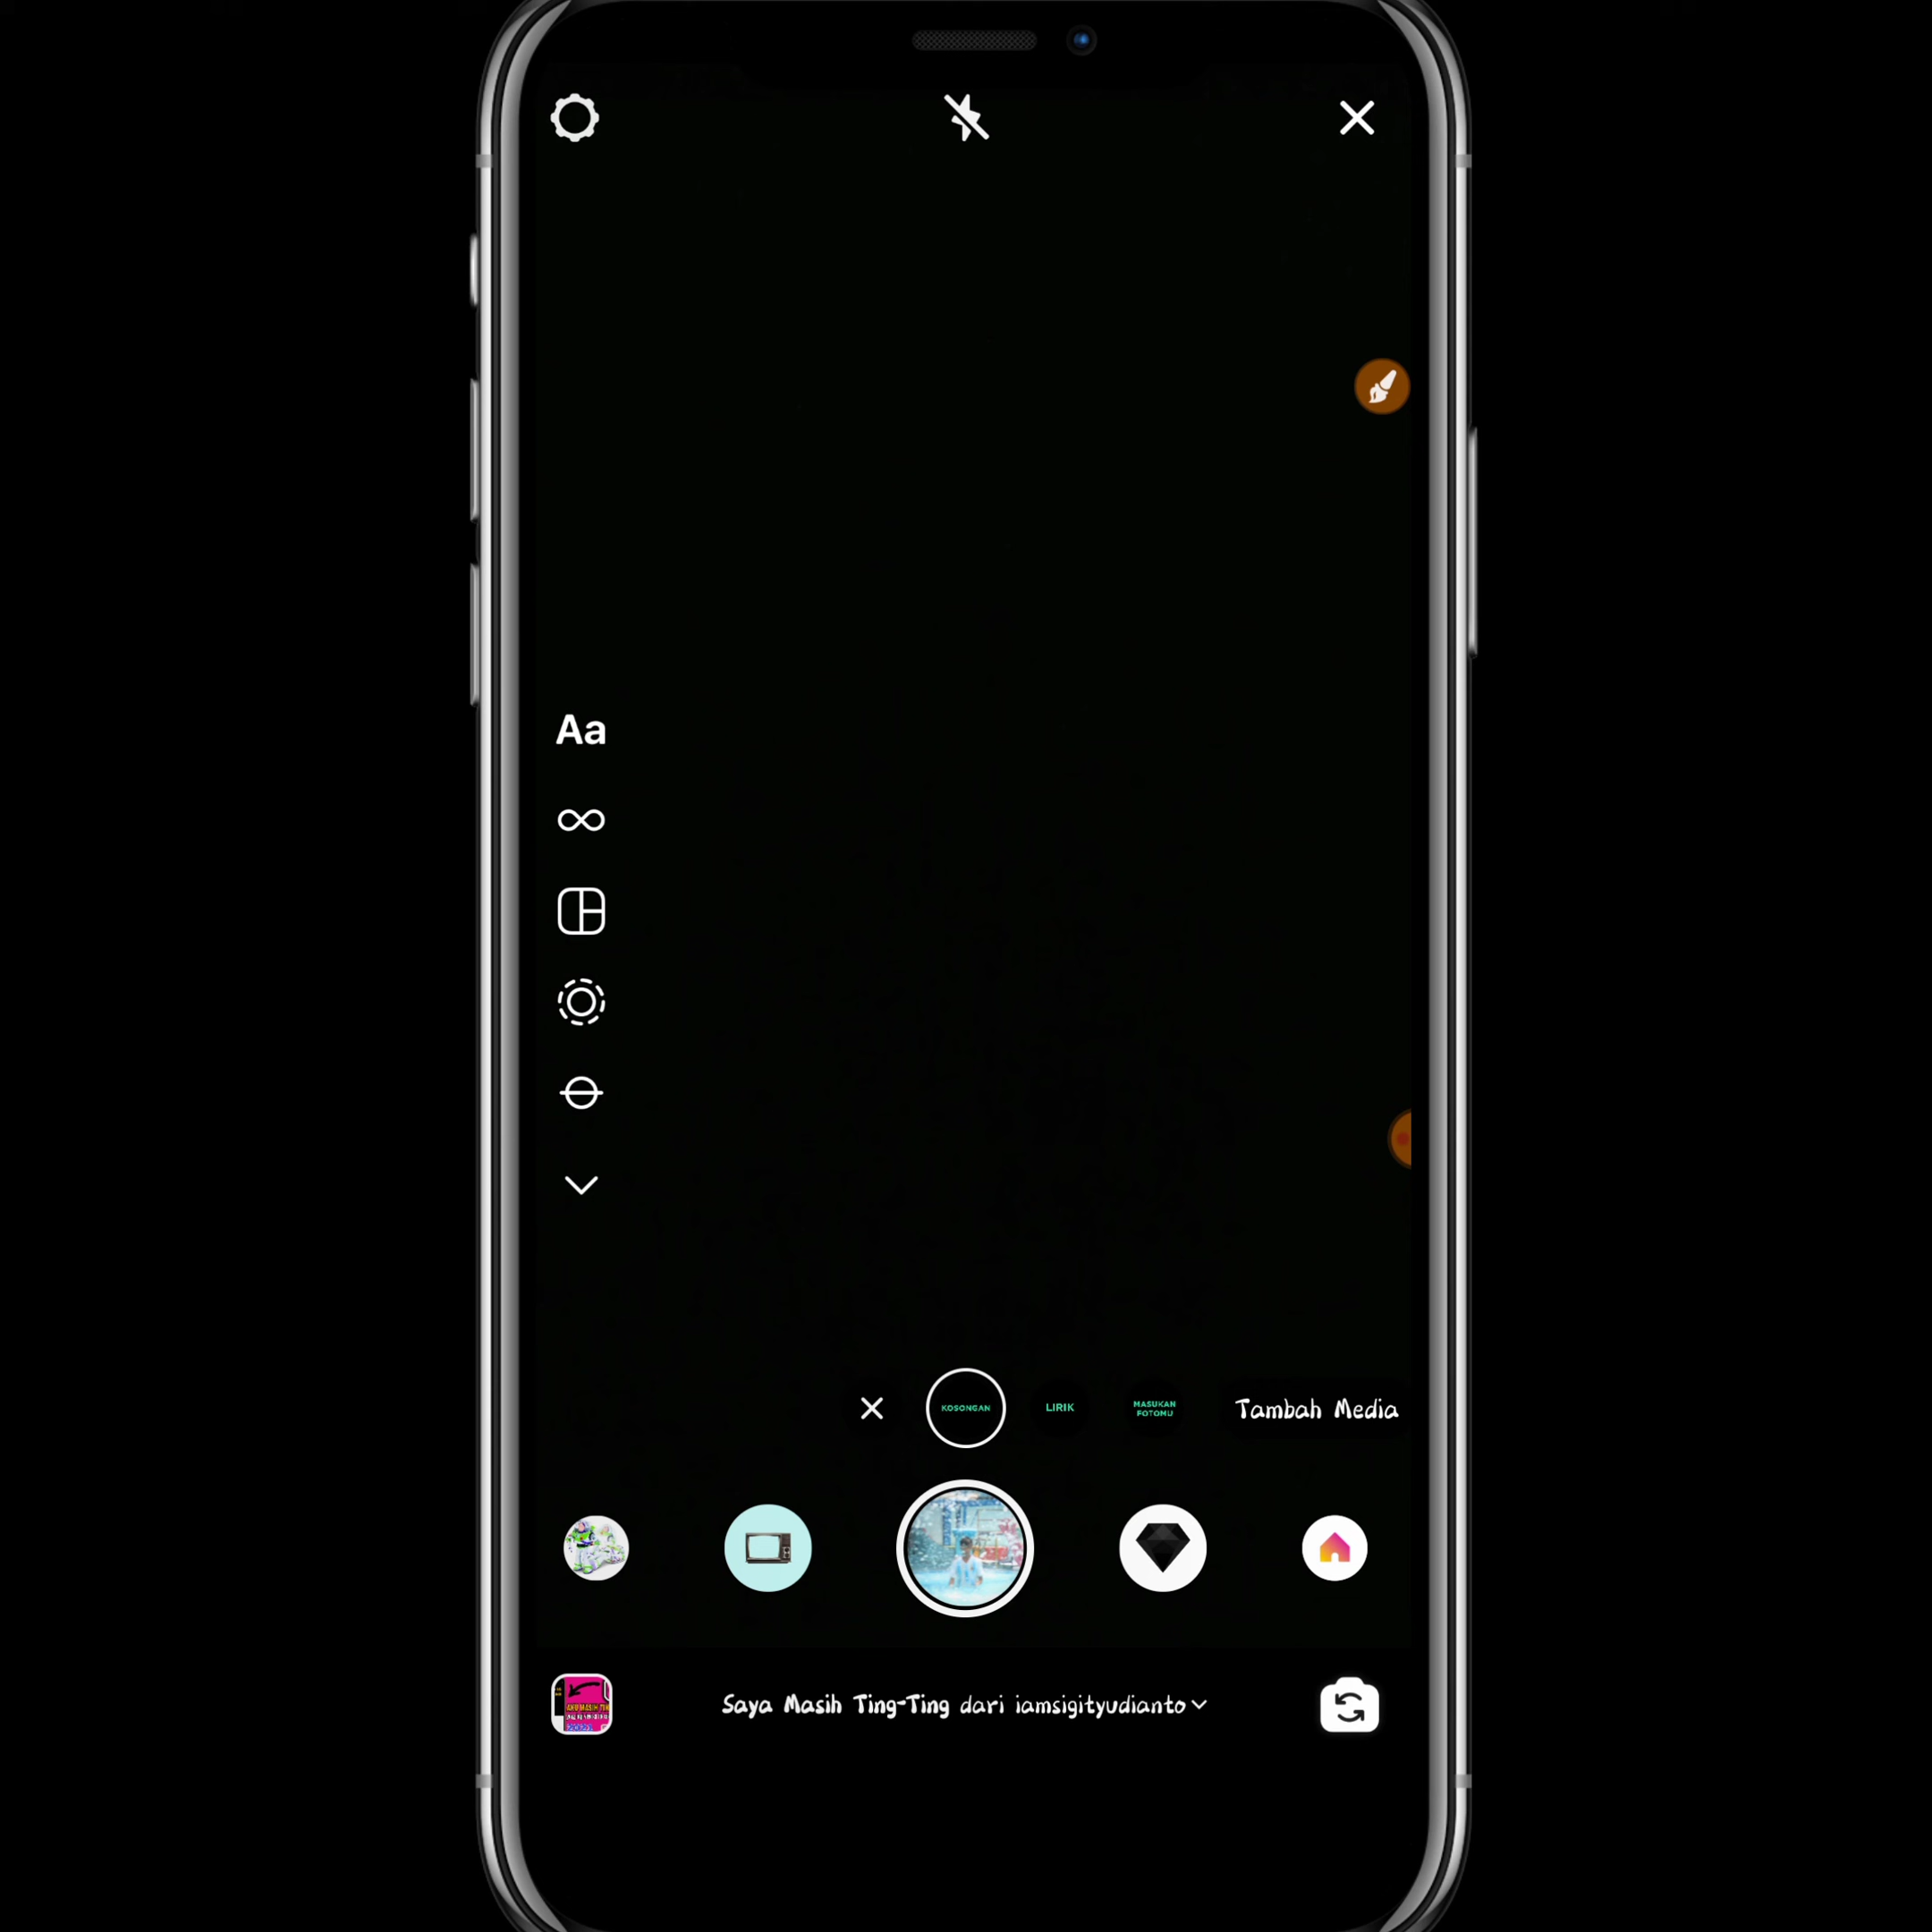 Aa
KOSONGAN
LIRIK
MASUKAN
FOTOMU
Tambah Media
Saya Masih Ting-Ting dari iamsigityudianto